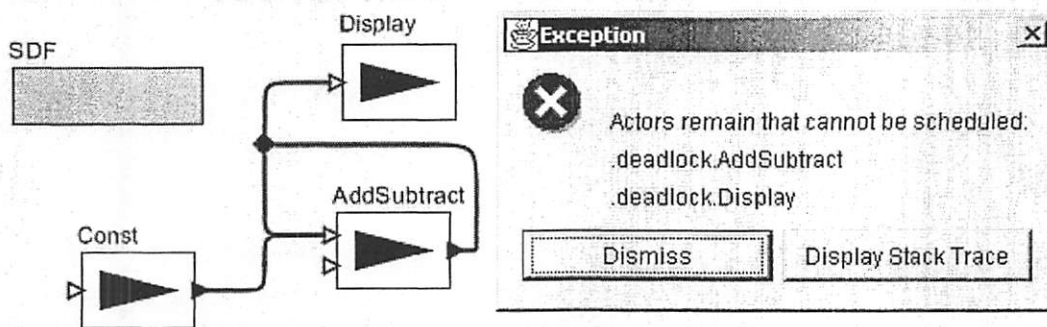 SDF
Display
AddSubtract
Const
Exception
Actors remain that cannot be scheduled:
.deadlock.AddSubtract
.deadlock.Display
Dismiss
Display Stack Trace